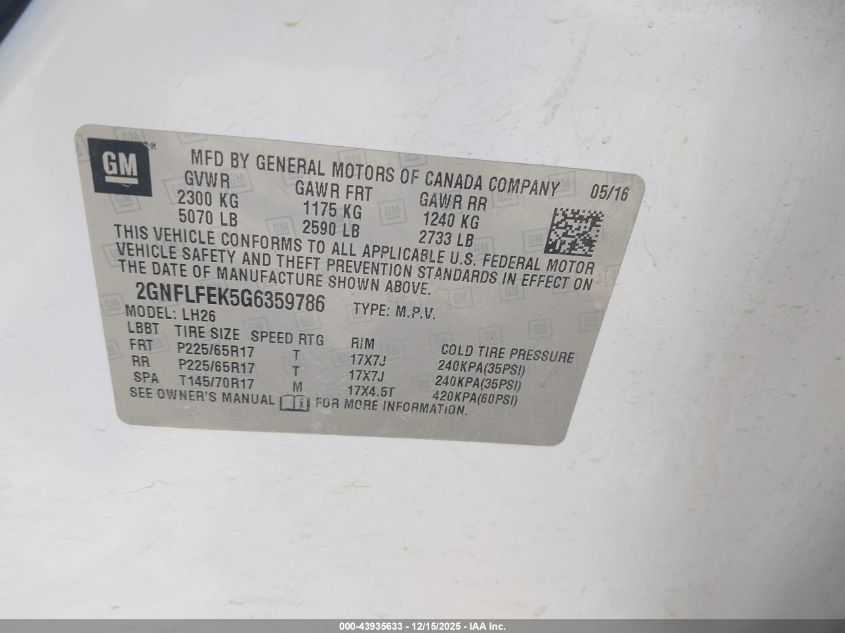 GM
MFD BY GENERAL MOTORS OF CANADA COMPANY 05/16
GVWR GAWR FRT GAWR RR
2300 KG 1175 KG 1240 KG
5070 LB 2590 LB 2733 LB
THIS VEHICLE CONFORMS TO ALL APPLICABLE U.S. FEDERAL MOTOR
VEHICLE SAFETY AND THEFT PREVENTION STANDARDS IN EFFECT ON
THE DATE OF MANUFACTURE SHOWN ABOVE.
2GNFLFEK5G6359786 TYPE: M.P.V.
MODEL: LH26
LBBT TIRE SIZE SPEED RTG RIM COLD TIRE PRESSURE
FRT P225/65R17 T 17X7J 240KPA(35PSI)
RR P225/65R17 T 17X7J 240KPA(35PSI)
SPA T145/70R17 M 17X4.5T 420KPA(60PSI)
SEE OWNER'S MANUAL FOR MORE INFORMATION.
000-43935633 - 12/15/2025 - IAA Inc.